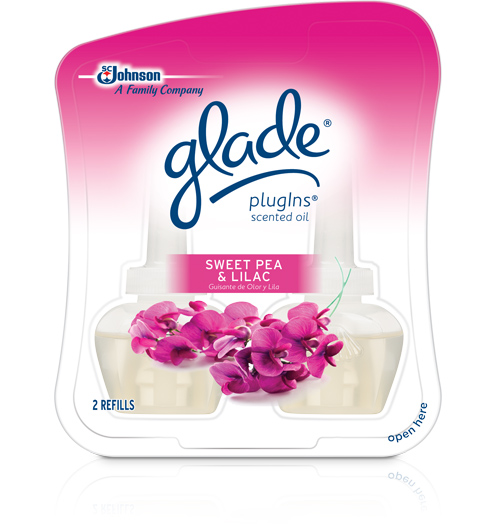 SC
Johnson
A Family Company
glade®
plugIns®
scented oil
SWEET PEA
& LILAC
Guisante de Olor y Lila
2 REFILLS
open here